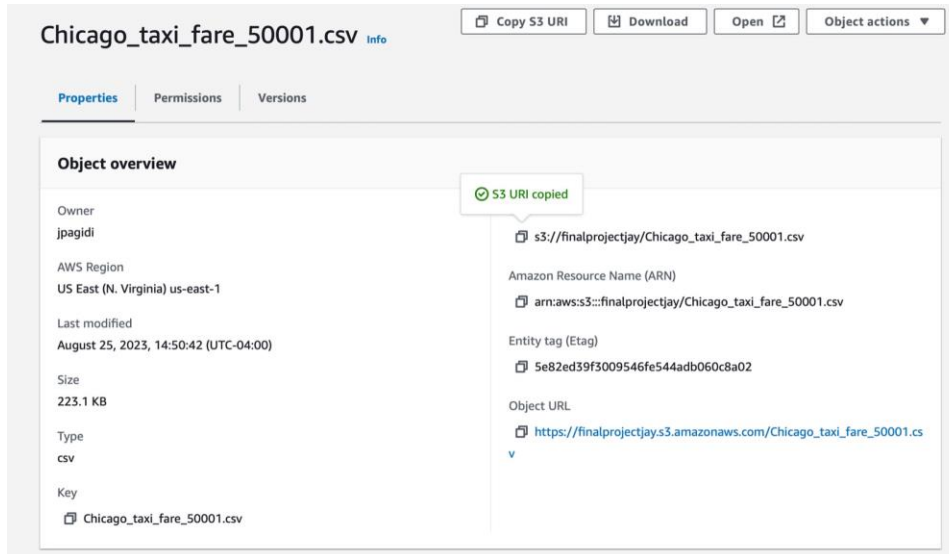 Chicago_taxi_fare_50001.csv Info
Copy S3 URI
Download
Open
Object actions
Properties
Permissions
Versions
Object overview
Owner
jpagidi
AWS Region
US East (N. Virginia) us-east-1
Last modified
August 25, 2023, 14:50:42 (UTC-04:00)
Size
223.1 KB
Type
csv
Key
Chicago_taxi_fare_50001.csv
S3 URI copied
s3://finalprojectjay/Chicago_taxi_fare_50001.csv
Amazon Resource Name (ARN)
arn:aws:s3:::finalprojectjay/Chicago_taxi_fare_50001.csv
Entity tag (Etag)
5e82ed39f3009546fe544adb060c8a02
Object URL
https://finalprojectjay.s3.amazonaws.com/Chicago_taxi_fare_50001.cs
v